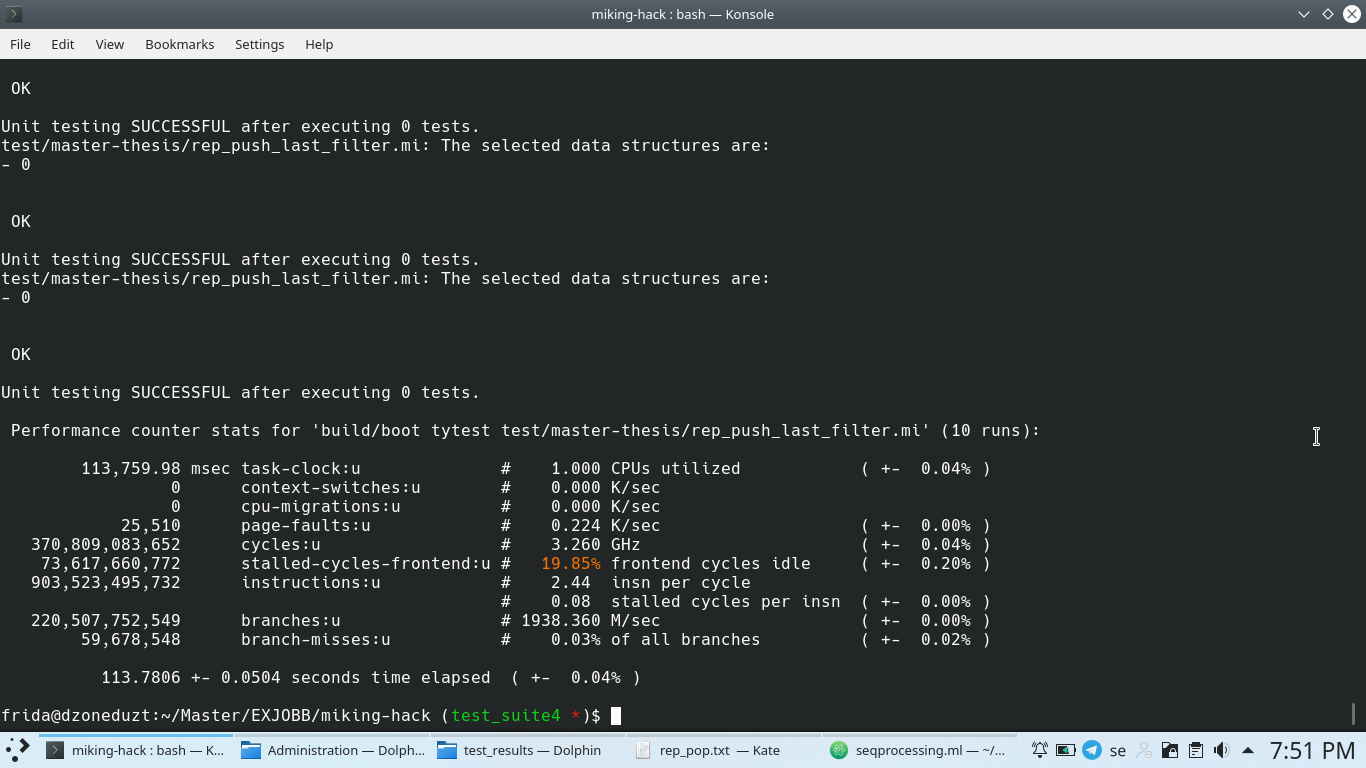 miking-hack : bash — Konsole
File Edit View Bookmarks Settings Help
OK
Unit testing SUCCESSFUL after executing 0 tests.
test/master-thesis/rep_push_last_filter.mi: The selected data structures are:
- 0
OK
Unit testing SUCCESSFUL after executing 0 tests.
test/master-thesis/rep_push_last_filter.mi: The selected data structures are:
- 0
OK
Unit testing SUCCESSFUL after executing 0 tests.
Performance counter stats for 'build/boot tytest test/master-thesis/rep_push_last_filter.mi' (10 runs):
113,759.98 msec task-clock:u # 1.000 CPUs utilized ( +- 0.04% )
0 context-switches:u # 0.000 K/sec
0 cpu-migrations:u # 0.000 K/sec
25,510 page-faults:u # 0.224 K/sec ( +- 0.00% )
370,809,083,652 cycles:u # 3.260 GHz ( +- 0.04% )
73,617,660,772 stalled-cycles-frontend:u # 19.85% frontend cycles idle ( +- 0.20% )
903,523,495,732 instructions:u # 2.44 insn per cycle
# 0.08 stalled cycles per insn ( +- 0.00% )
220,507,752,549 branches:u # 1938.360 M/sec ( +- 0.00% )
59,678,548 branch-misses:u # 0.03% of all branches ( +- 0.02% )
113.7806 +- 0.0504 seconds time elapsed ( +- 0.04% )
frida@dzoneduzt:~/Master/EXJOBB/miking-hack (test_suite4 *)$
miking-hack : bash — K... Administration — Dolph... test_results — Dolphin rep_pop.txt — Kate seqprocessing.ml — ~/... se 7:51 PM